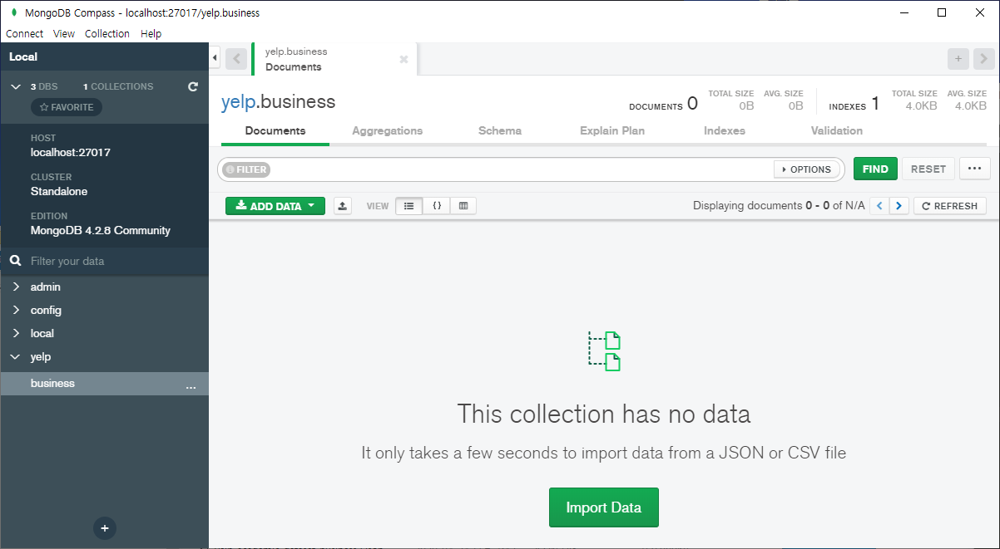 MongoDB Compass - localhost:27017/yelp.business
Connect View Collection Help
Local
3 DBS 1 COLLECTIONS
FAVORITE
HOST
localhost:27017
CLUSTER
Standalone
EDITION
MongoDB 4.2.8 Community
Filter your data
admin
config
local
yelp
business ...
yelp.business
Documents
yelp.business
DOCUMENTS 0
TOTAL SIZE
0B
AVG. SIZE
0B
INDEXES 1
TOTAL SIZE
4.0KB
AVG. SIZE
4.0KB
Documents Aggregations Schema Explain Plan Indexes Validation
FILTER OPTIONS FIND RESET ...
ADD DATA VIEW {} Displaying documents 0 - 0 of N/A < > REFRESH
This collection has no data
It only takes a few seconds to import data from a JSON or CSV file
Import Data